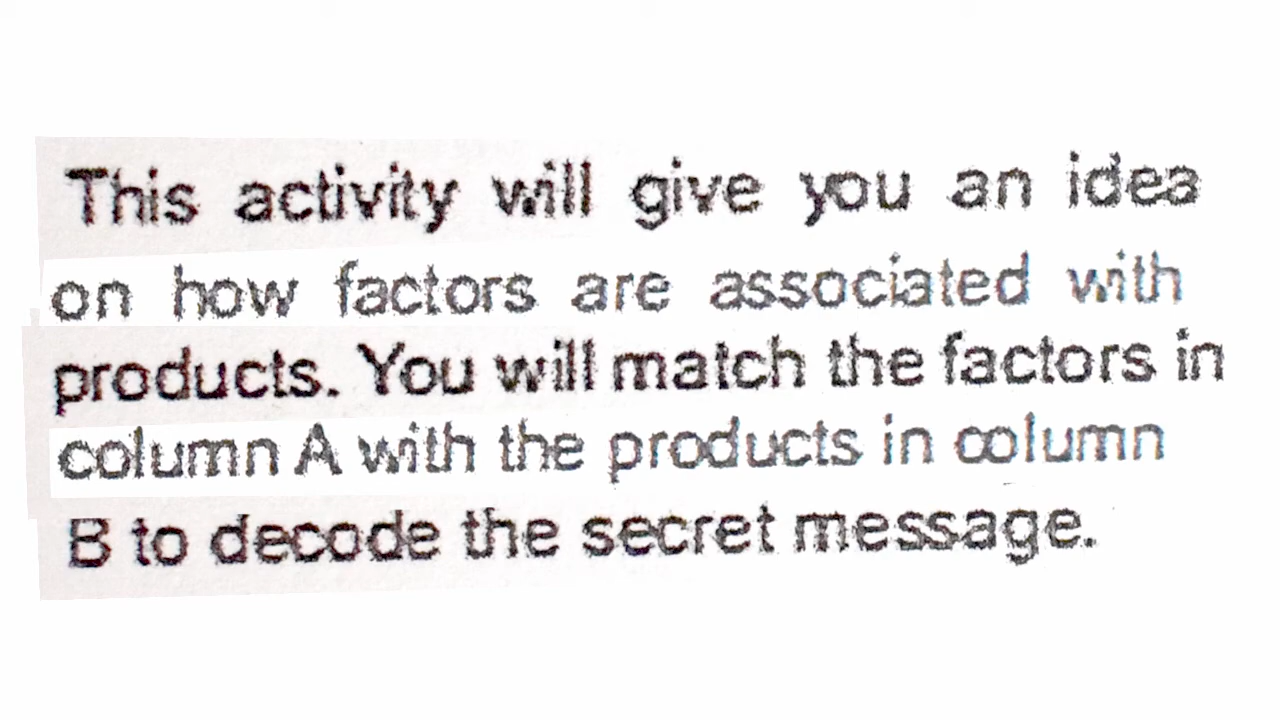 This activity will give you an idea
on how factors are associated with
products. You will match the factors in
column A with the products in column
B to decode the secret message.